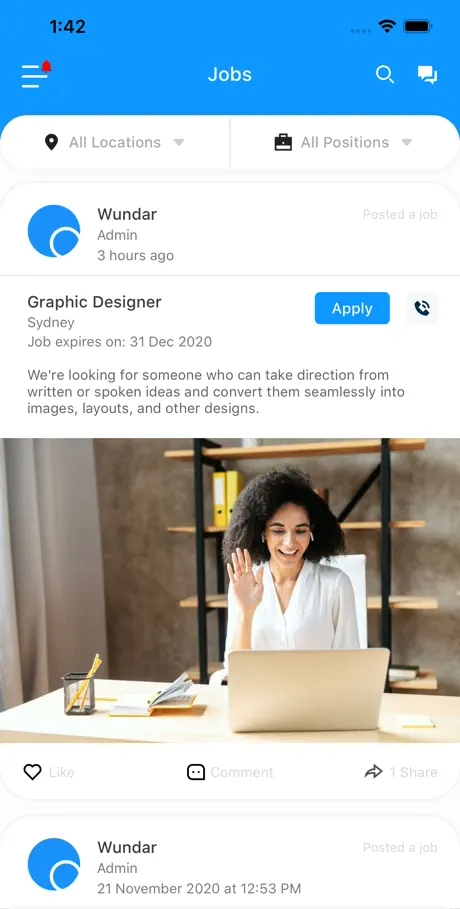 1:42
Jobs
All Locations
All Positions
Wundar
Posted a job
Admin
3 hours ago
Graphic Designer
Apply
Sydney
Job expires on: 31 Dec 2020
We're looking for someone who can take direction from
written or spoken ideas and convert them seamlessly into
images, layouts, and other designs.
Like
Comment
1 Share
Wundar
Posted a job
Admin
21 November 2020 at 12:53 PM